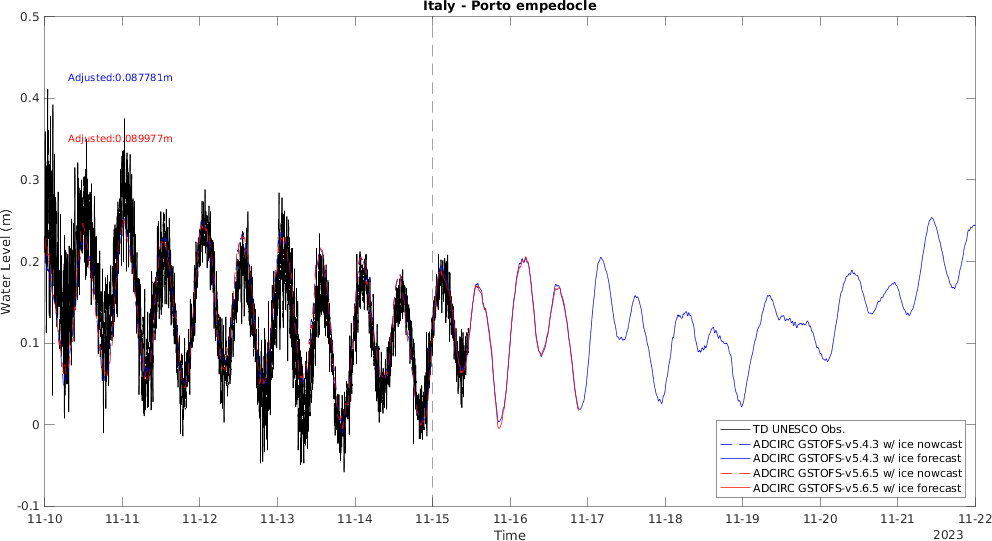 Italy - Porto empedocle
0.5
Adjusted:0.087781m
0.4
Adjusted:0.089977m
0.3
Water Level (m)
0.2
0.1
0
-0.1
TD UNESCO Obs.
ADCIRC GSTOFS-v5.4.3 w/ ice nowcast
ADCIRC GSTOFS-v5.4.3 w/ ice forecast
ADCIRC GSTOFS-v5.6.5 w/ ice nowcast
ADCIRC GSTOFS-v5.6.5 w/ ice forecast
11-10 11-11 11-12 11-13 11-14 11-15 11-16 11-17 11-18 11-19 11-20 11-21 11-22
Time
2023